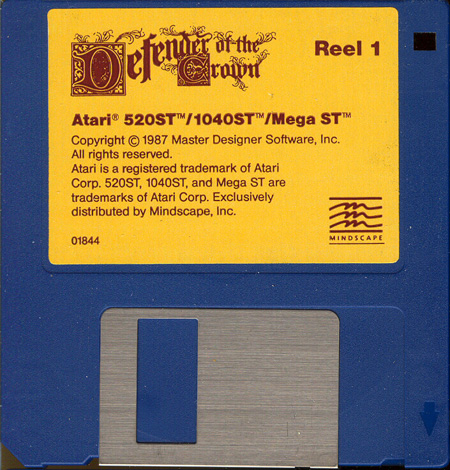 Defender of the Crown
Reel 1
Atari® 520ST™/1040ST™/Mega ST™
Copyright © 1987 Master Designer Software, Inc.
All rights reserved.
Atari is a registered trademark of Atari
Corp. 520ST, 1040ST, and Mega ST are
trademarks of Atari Corp. Exclusively
distributed by Mindscape, Inc.
01844
MINDSCAPE